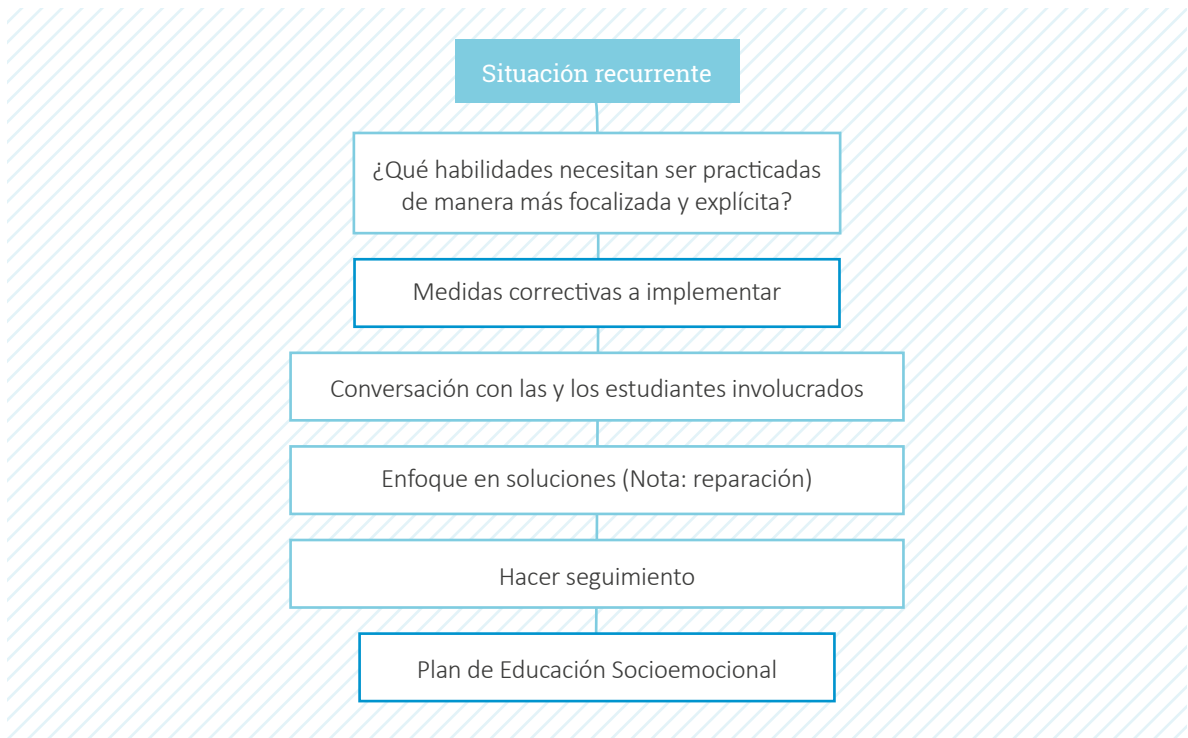 Situación recurrente
¿Qué habilidades necesitan ser practicadas
de manera más focalizada y explícita?
Medidas correctivas a implementar
Conversación con las y los estudiantes involucrados
Enfoque en soluciones (Nota: reparación)
Hacer seguimiento
Plan de Educación Socioemocional